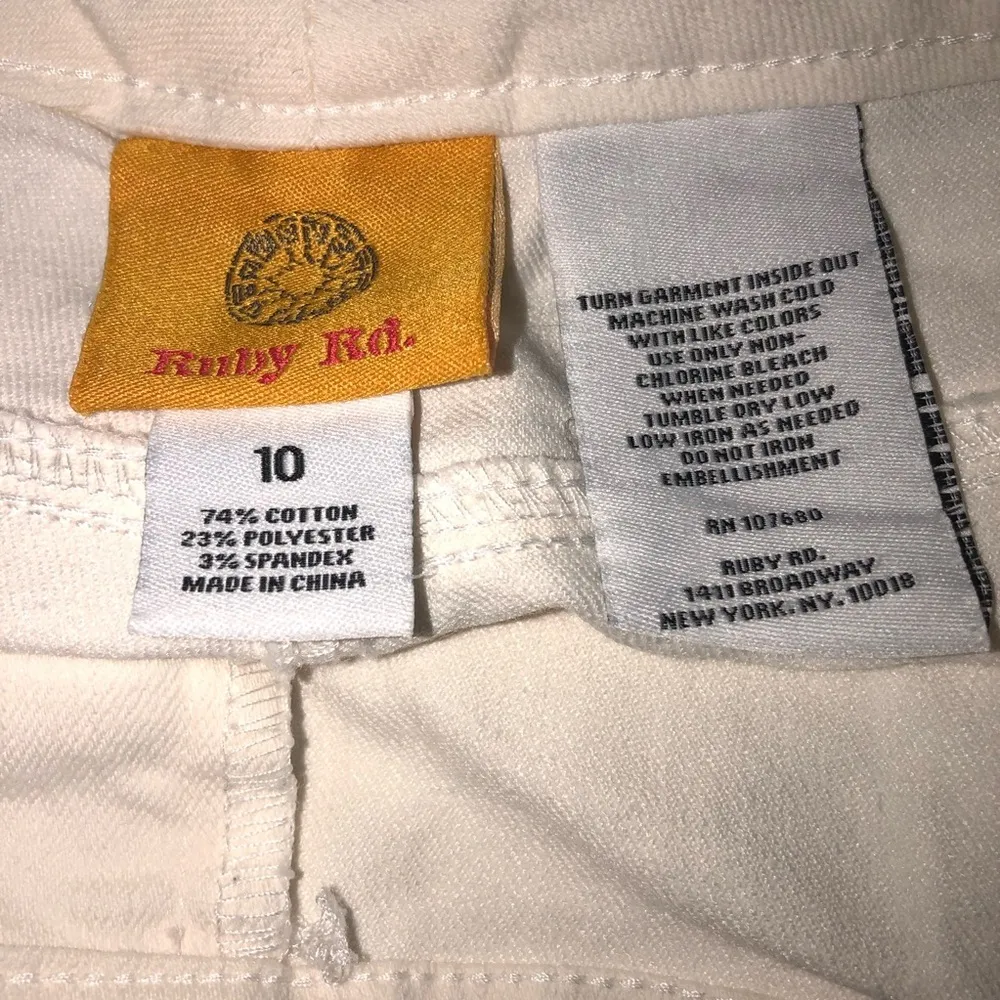 Ruby Rd.
10
74% COTTON
23% POLYESTER
3% SPANDEX
MADE IN CHINA
TURN GARMENT INSIDE OUT
MACHINE WASH COLD
WITH LIKE COLORS
USE ONLY NON-
CHLORINE BLEACH
WHEN NEEDED
TUMBLE DRY LOW
LOW IRON AS NEEDED
DO NOT IRON
EMBELLISHMENT
RN 107680
RUBY RD.
1411 BROADWAY
NEW YORK. NY. 10018